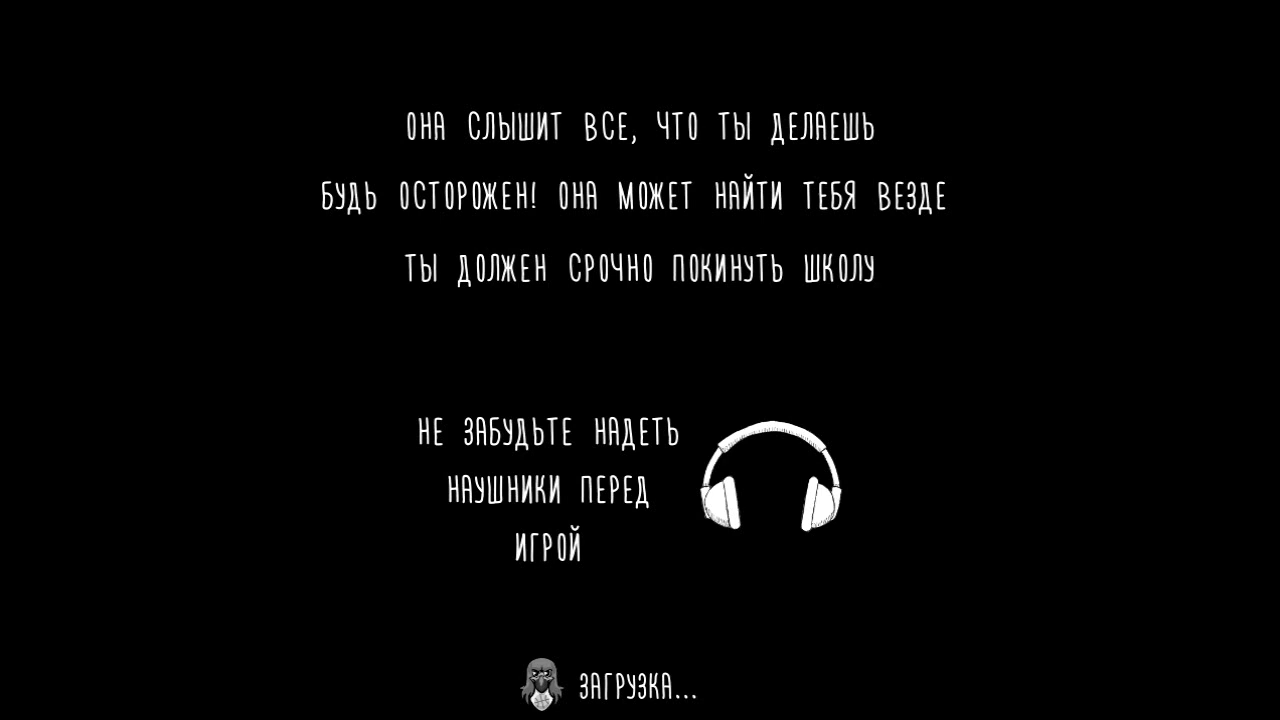 ОНА СЛЫШИТ ВСЕ, ЧТО ТЫ ДЕЛАЕШЬ
БУДЬ ОСТОРОЖЕН! ОНА МОЖЕТ НАЙТИ ТЕБЯ ВЕЗДЕ
ТЫ ДОЛЖЕН СРОЧНО ПОКИНУТЬ ШКОЛУ
НЕ ЗАБУДЬТЕ НАДЕТЬ
НАУШНИКИ ПЕРЕД
ИГРОЙ
ЗАГРУЗКА...